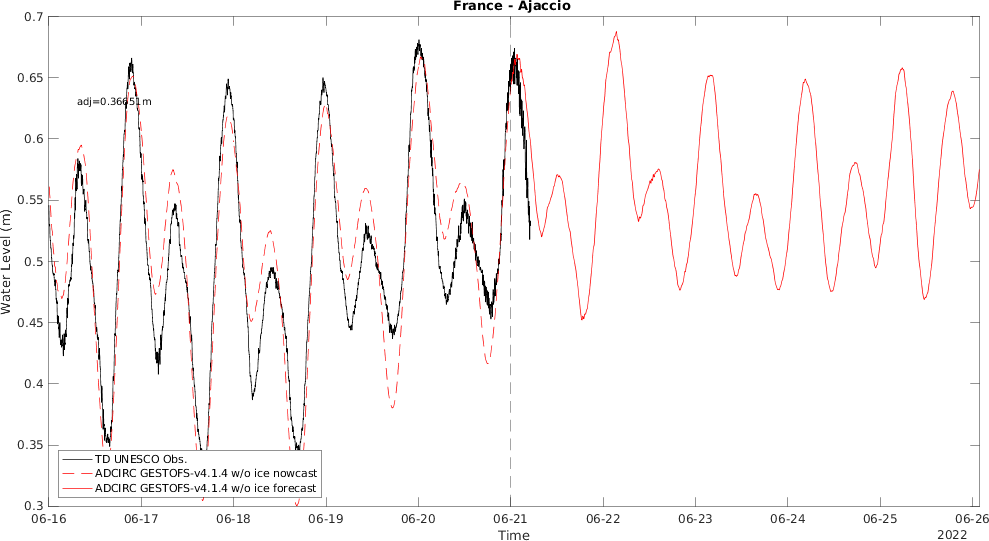 France - Ajaccio
0.7
0.65
0.6
0.55
0.5
0.45
0.4
0.35
0.3
Water Level (m)
adj=0.36651m
TD UNESCO Obs.
ADCIRC GESTOFS-v4.1.4 w/o ice nowcast
ADCIRC GESTOFS-v4.1.4 w/o ice forecast
06-16 06-17 06-18 06-19 06-20 06-21 06-22 06-23 06-24 06-25 06-26
Time
2022